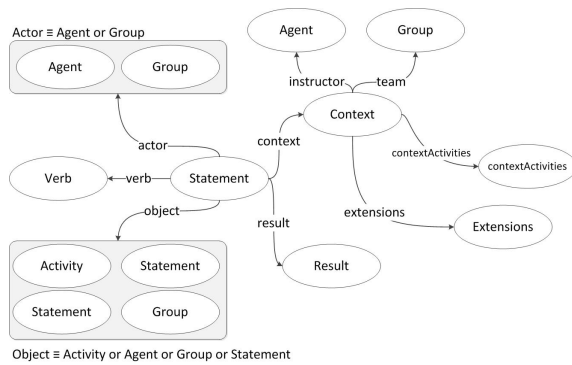 Actor ≡ Agent or Group
Agent
Group
Agent
Group
instructor
team
Context
context
actor
contextActivities
contextActivities
Verb
verb
Statement
object
extensions
Extensions
result
Result
Activity
Statement
Statement
Group
Object ≡ Activity or Agent or Group or Statement